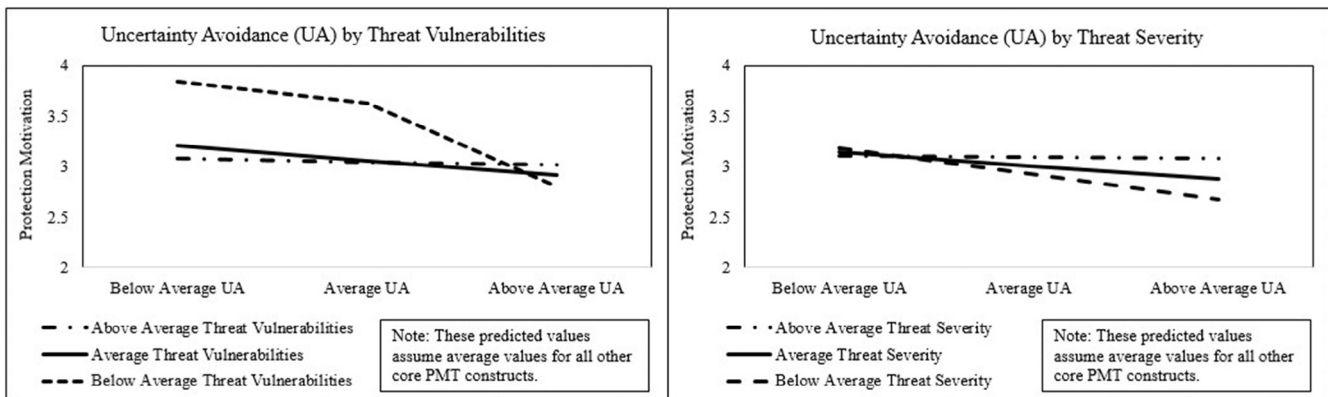 Uncertainty Avoidance (UA) by Threat Vulnerabilities
Protection Motivation
4
3.5
3
2.5
2
Below Average UA
Average UA
Above Average UA
Above Average Threat Vulnerabilities
Average Threat Vulnerabilities
Below Average Threat Vulnerabilities
Note: These predicted values
assume average values for all other
core PMT constructs.
Uncertainty Avoidance (UA) by Threat Severity
Protection Motivation
4
3.5
3
2.5
2
Below Average UA
Average UA
Above Average UA
Above Average Threat Severity
Average Threat Severity
Below Average Threat Severity
Note: These predicted values
assume average values for all other
core PMT constructs.